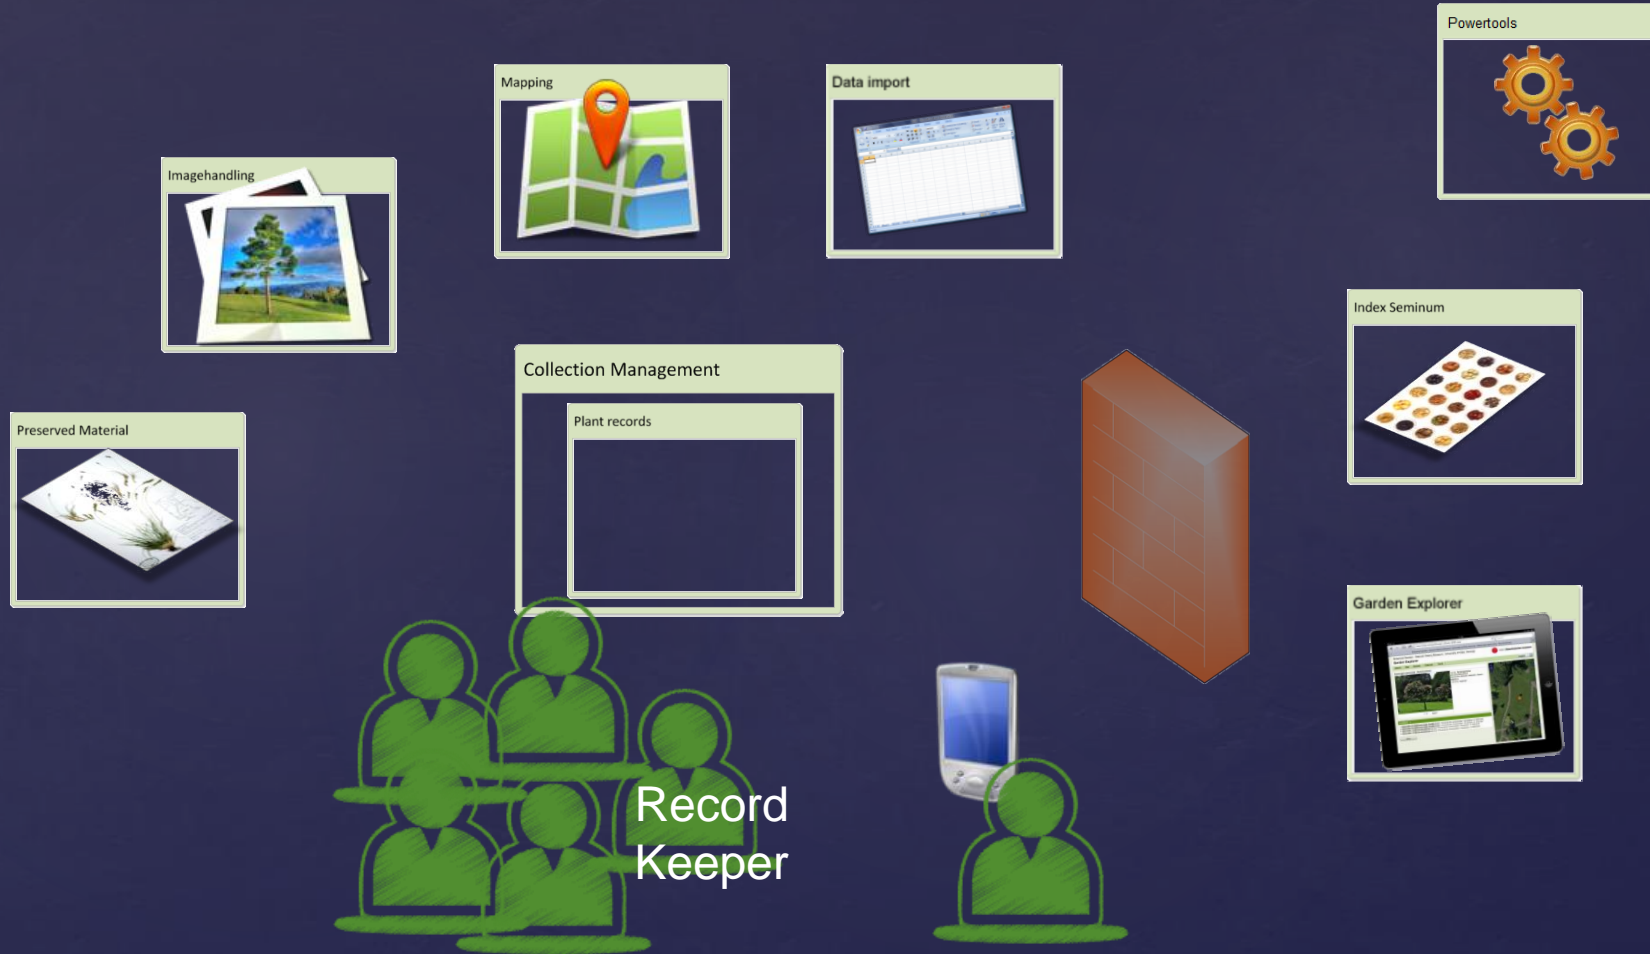 Powertools
Mapping
Data import
Imagehandling
Index Seminum
Collection Management
Plant records
Preserved Material
Garden Explorer
Record
Keeper